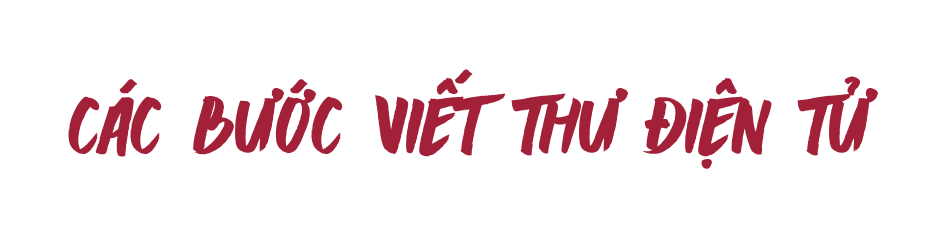 CÁC BƯỚC VIẾT THƯ ĐIỆN TỬ